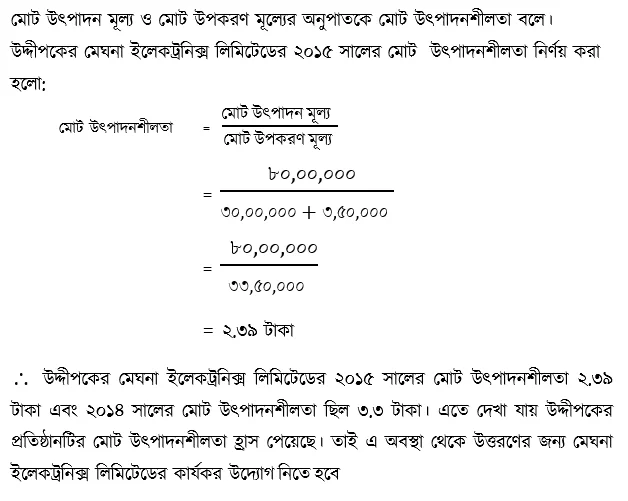 মোট উৎপাদন মূল্য ও মোট উপকরণ মূল্যের অনুপাতকে মোট উৎপাদনশীলতা বলে।
উদ্দীপকের মেঘনা ইলেকট্রনিক্স লিমিটেডের ২০১৫ সালের মোট উৎপাদনশীলতা নির্ণয় করা
হলো:
মোট উৎপাদনশীলতা = মোট উৎপাদন মূল্য
মোট উপকরণ মূল্য
= ৮০,০০,০০০
৩০,০০,০০০ + ৩,৫০,০০০
= ৮০,০০,০০০
৩৩,৫০,০০০
= ২.৩৯ টাকা
∴ উদ্দীপকের মেঘনা ইলেকট্রনিক্স লিমিটেডের ২০১৫ সালের মোট উৎপাদনশীলতা ২.৩৯
টাকা এবং ২০১৪ সালের মোট উৎপাদনশীলতা ছিল ৩.৩ টাকা। এতে দেখা যায় উদ্দীপকের
প্রতিষ্ঠানটির মোট উৎপাদনশীলতা হ্রাস পেয়েছে। তাই এ অবস্থা থেকে উত্তরণের জন্য মেঘনা
ইলেকট্রনিক্স লিমিটেডের কার্যকর উদ্যোগ নিতে হবে